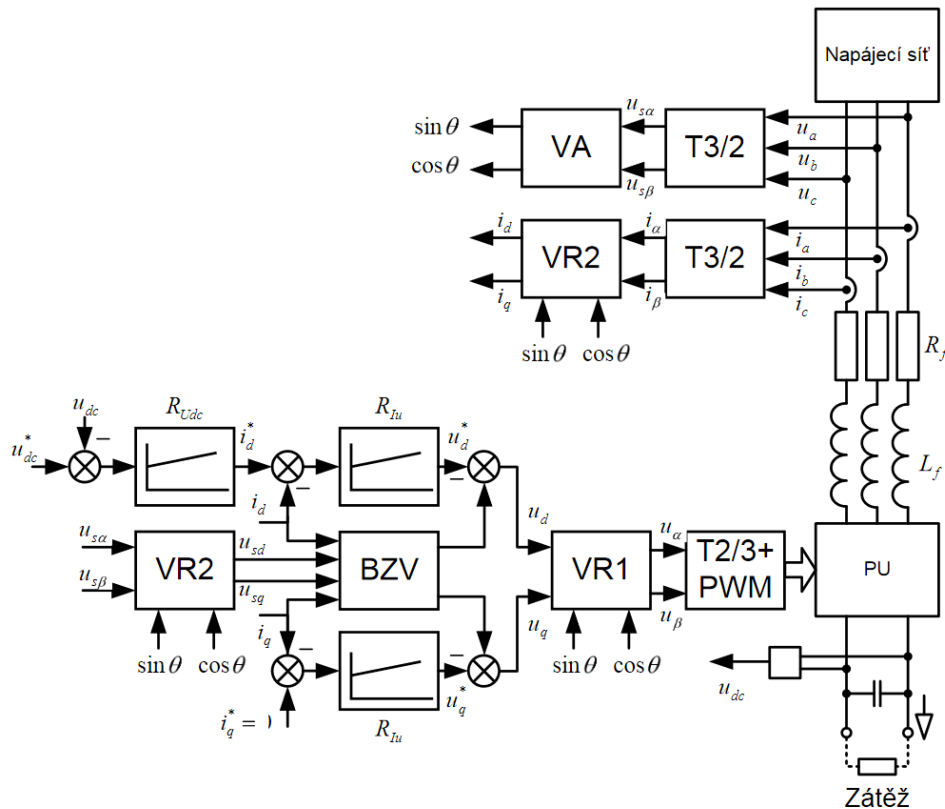 Napájecí síť
sin θ
cos θ
VA
u_sα
u_sβ
T3/2
u_a
u_b
u_c
i_d
i_q
VR2
i_α
i_β
T3/2
i_a
i_b
i_c
sin θ
cos θ
R_f
L_f
u_dc
u*_dc
−
R_Udc
i*_d
−
i_d
R_Iu
u*_d
−
u_d
u_sα
u_sβ
VR2
u_sd
u_sq
BZV
VR1
u_α
u_β
T2/3+
PWM
PU
i_q
u_q
sin θ
cos θ
sin θ
cos θ
−
−
u*_q
i*_q =
R_Iu
u_dc
Zátěž